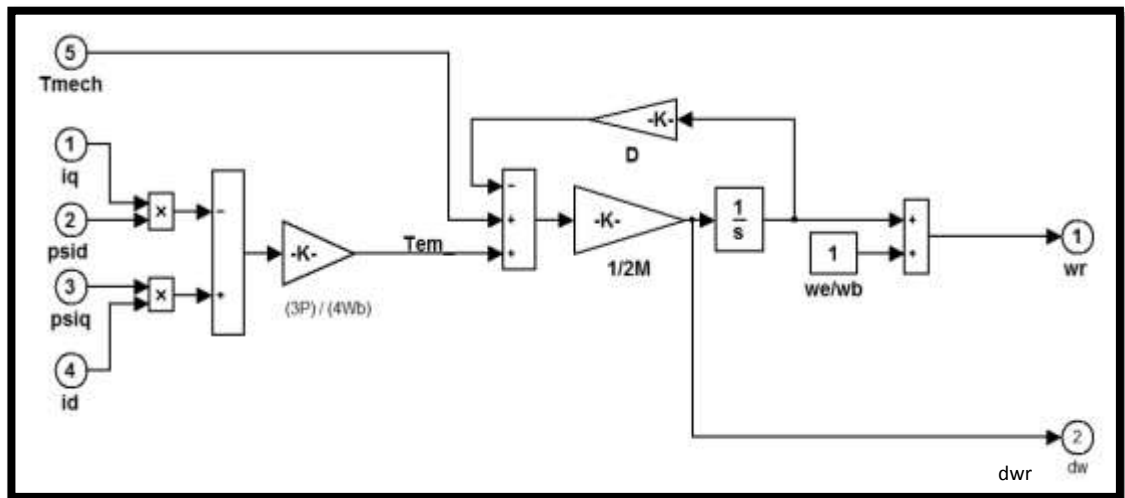 5
Tmech
1
iq
2
psid
3
psiq
4
id
×
×
−
+
-K-
(3P) / (4Wb)
Tem_
-K-
D
−
+
+
-K-
1/2M
1
s
1
we/wb
+
+
1
wr
2
dw
dwr